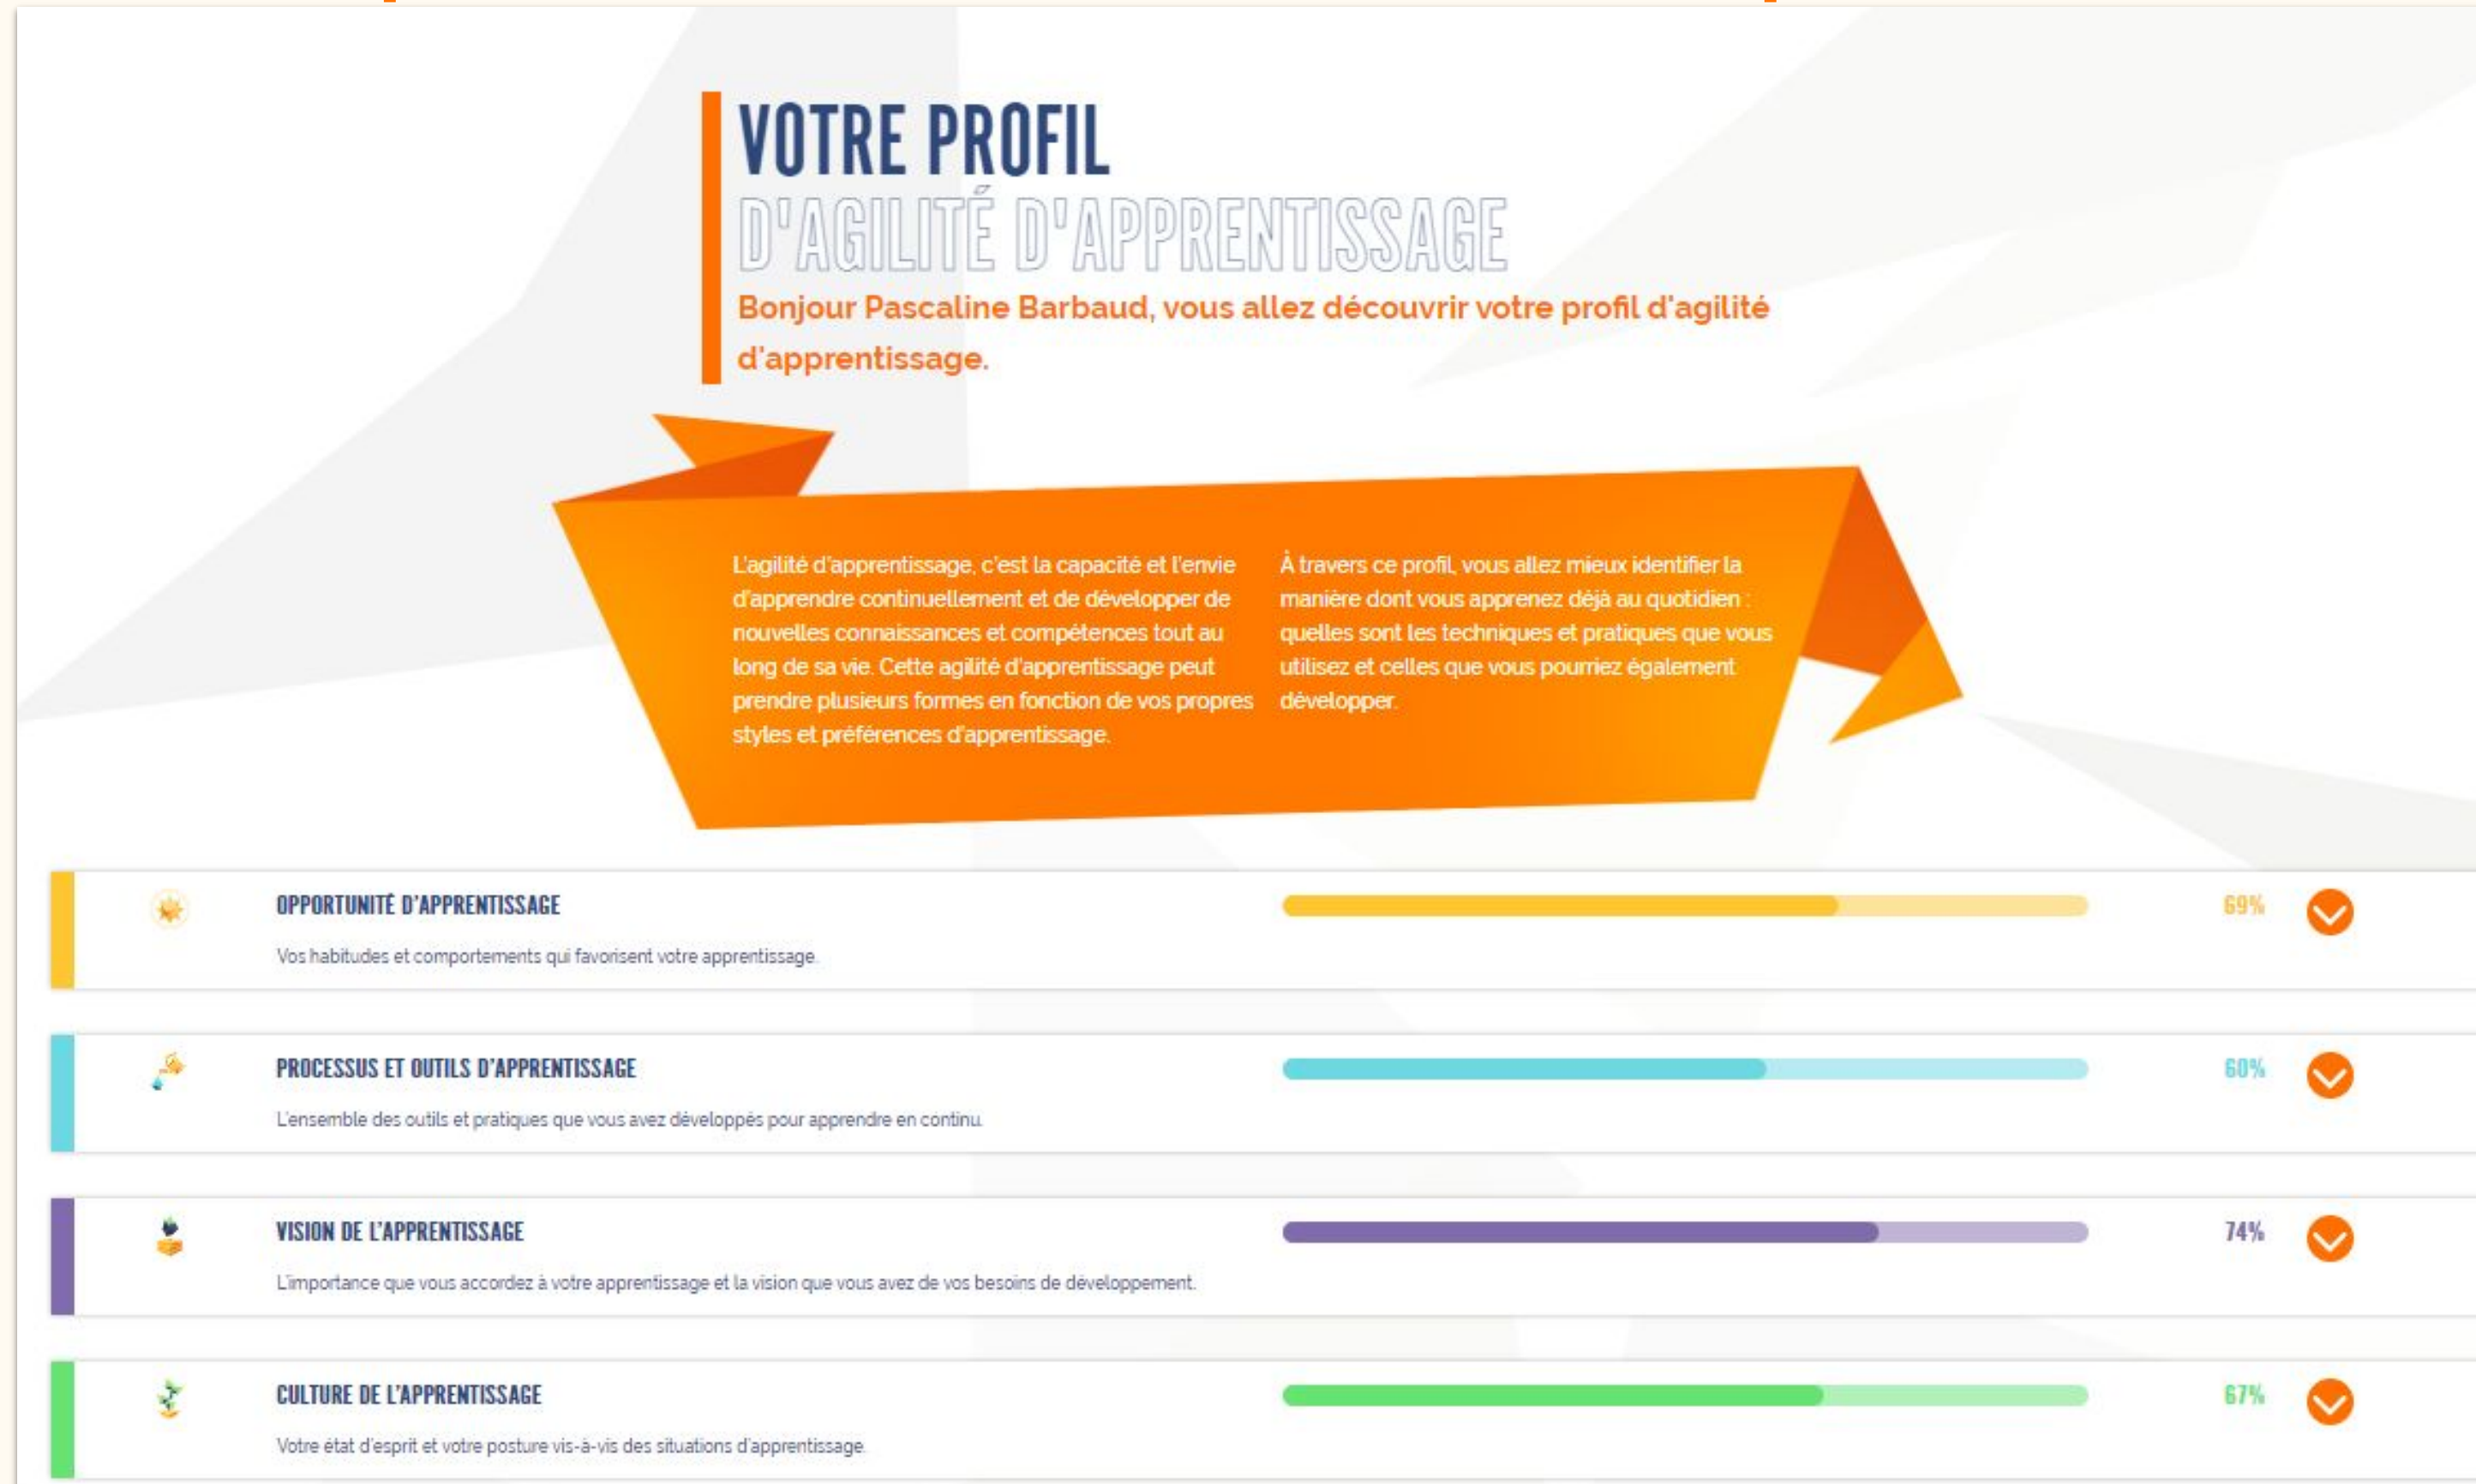 VOTRE PROFIL
D'AGILITÉ D'APPRENTISSAGE
Bonjour Pascaline Barbaud, vous allez découvrir votre profil d'agilité
d'apprentissage.
L'agilité d'apprentissage, c'est la capacité et l'envie
d'apprendre continuellement et de développer de
nouvelles connaissances et compétences tout au
long de sa vie. Cette agilité d'apprentissage peut
prendre plusieurs formes en fonction de vos propres
styles et préférences d'apprentissage.
À travers ce profil, vous allez mieux identifier la
manière dont vous apprenez déjà au quotidien :
quelles sont les techniques et pratiques que vous
utilisez et celles que vous pourriez également
développer.
OPPORTUNITÉ D'APPRENTISSAGE
69%
Vos habitudes et comportements qui favorisent votre apprentissage.
PROCESSUS ET OUTILS D'APPRENTISSAGE
60%
L'ensemble des outils et pratiques que vous avez développés pour apprendre en continu.
VISION DE L'APPRENTISSAGE
74%
L'importance que vous accordez à votre apprentissage et la vision que vous avez de vos besoins de développement.
CULTURE DE L'APPRENTISSAGE
67%
Votre état d'esprit et votre posture vis-à-vis des situations d'apprentissage.